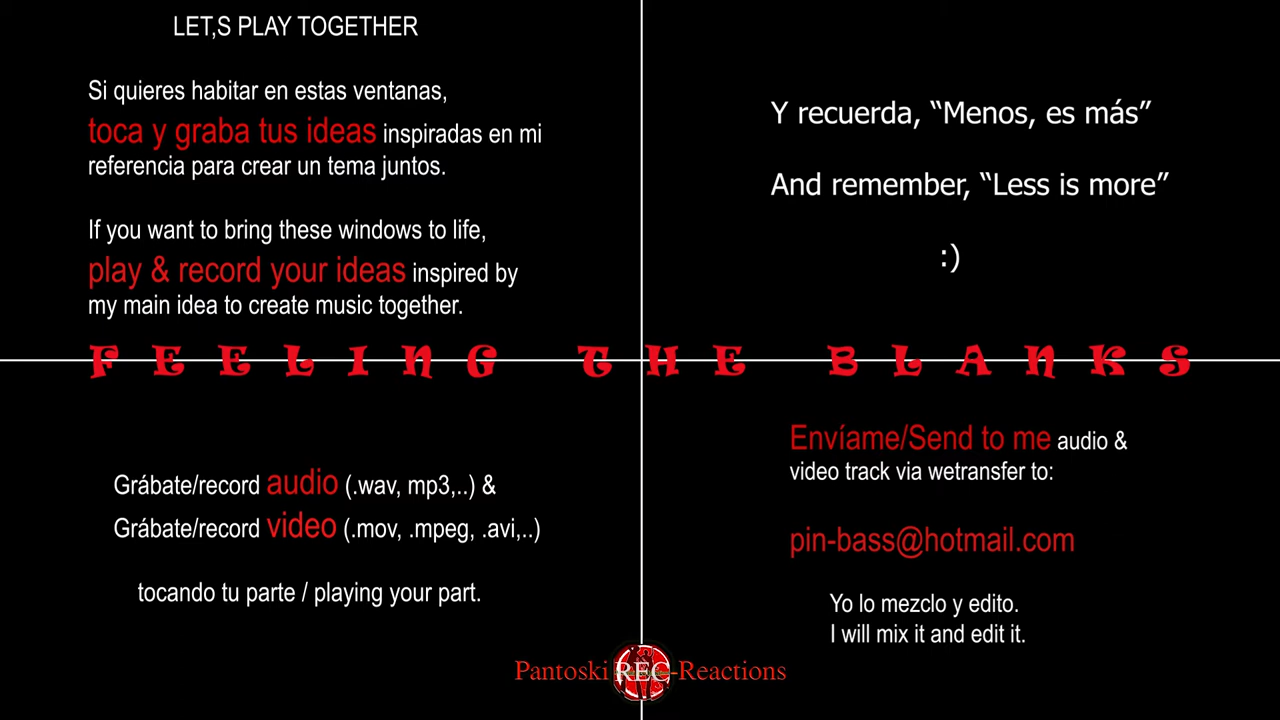 LET,S PLAY TOGETHER
Si quieres habitar en estas ventanas,
toca y graba tus ideas inspiradas en mi
referencia para crear un tema juntos.
If you want to bring these windows to life,
play & record your ideas inspired by
my main idea to create music together.
Y recuerda, “Menos, es más”
And remember, “Less is more”
:)
FEELING THE BLANKS
Grábate/record audio (.wav, mp3,..) &
Grábate/record video (.mov, .mpeg, .avi,..)
tocando tu parte / playing your part.
Envíame/Send to me audio &
video track via wetransfer to:
pin-bass@hotmail.com
Yo lo mezclo y edito.
I will mix it and edit it.
Pantoski REC-Reactions